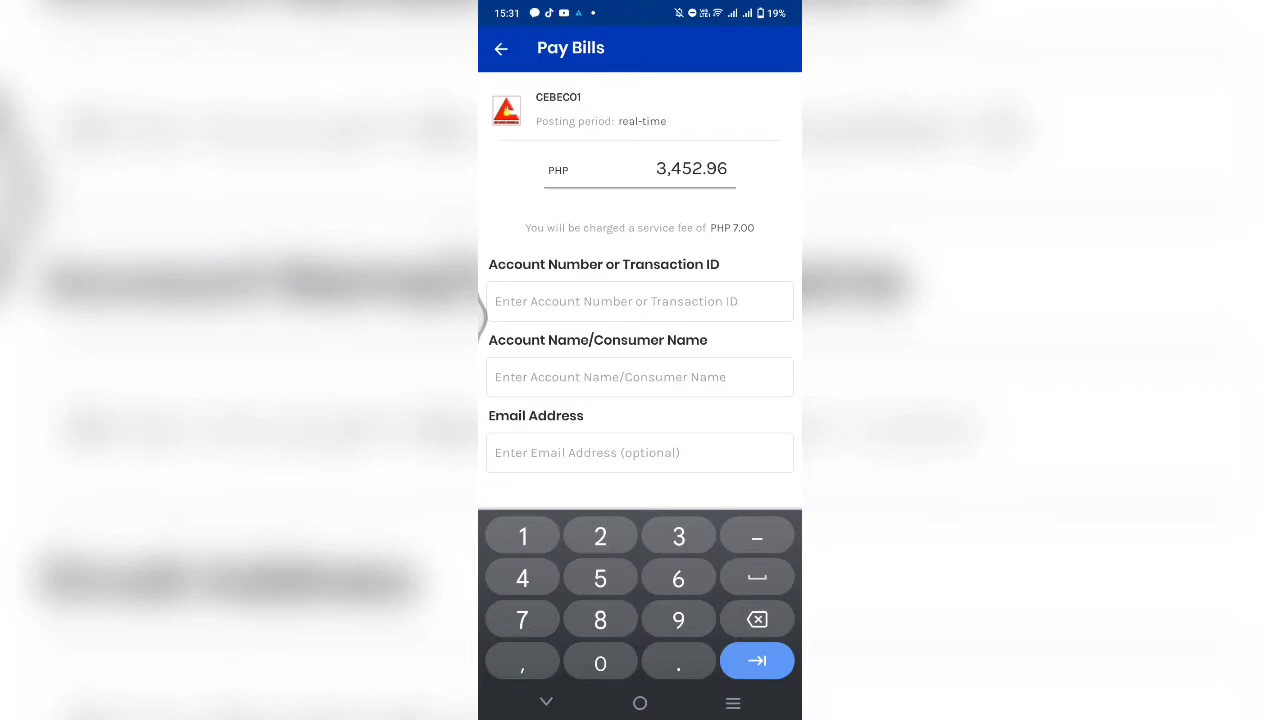 15:31 19%
Pay Bills
CEBECO1
Posting period: real-time
PHP 3,452.96
You will be charged a service fee of PHP 7.00
Account Number or Transaction ID
Enter Account Number or Transaction ID
Account Name/Consumer Name
Enter Account Name/Consumer Name
Email Address
Enter Email Address (optional)
1 2 3 –
4 5 6
7 8 9
, 0 .